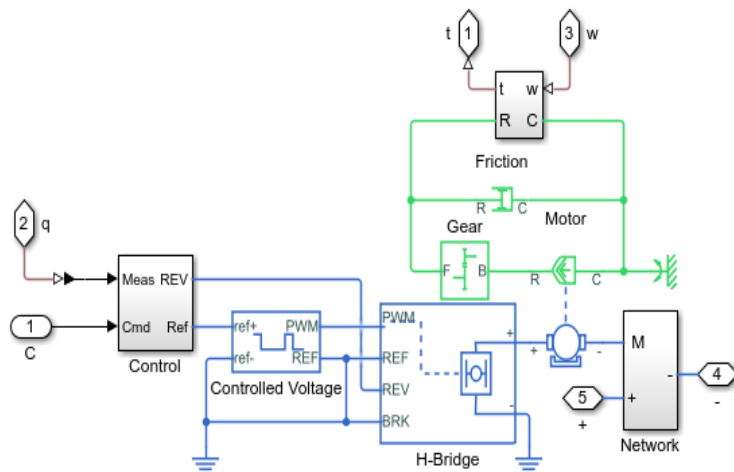 t 1 3 w
t w
R C
Friction
R C
Gear Motor
2 q
F B R C
Meas REV
Cmd Ref
1
C
Control
ref+ PWM
ref- REF
Controlled Voltage
PWM
REF
REV
BRK
+
-
H-Bridge
+ -
M
-
+
Network
4
-
5
+